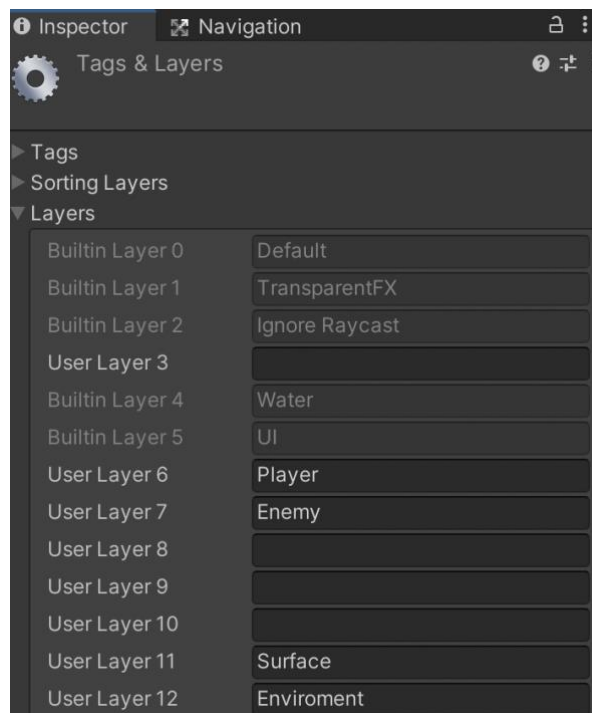 Inspector Navigation
Tags & Layers
Tags
Sorting Layers
Layers
Builtin Layer 0 Default
Builtin Layer 1 TransparentFX
Builtin Layer 2 Ignore Raycast
User Layer 3
Builtin Layer 4 Water
Builtin Layer 5 UI
User Layer 6 Player
User Layer 7 Enemy
User Layer 8
User Layer 9
User Layer 10
User Layer 11 Surface
User Layer 12 Enviroment